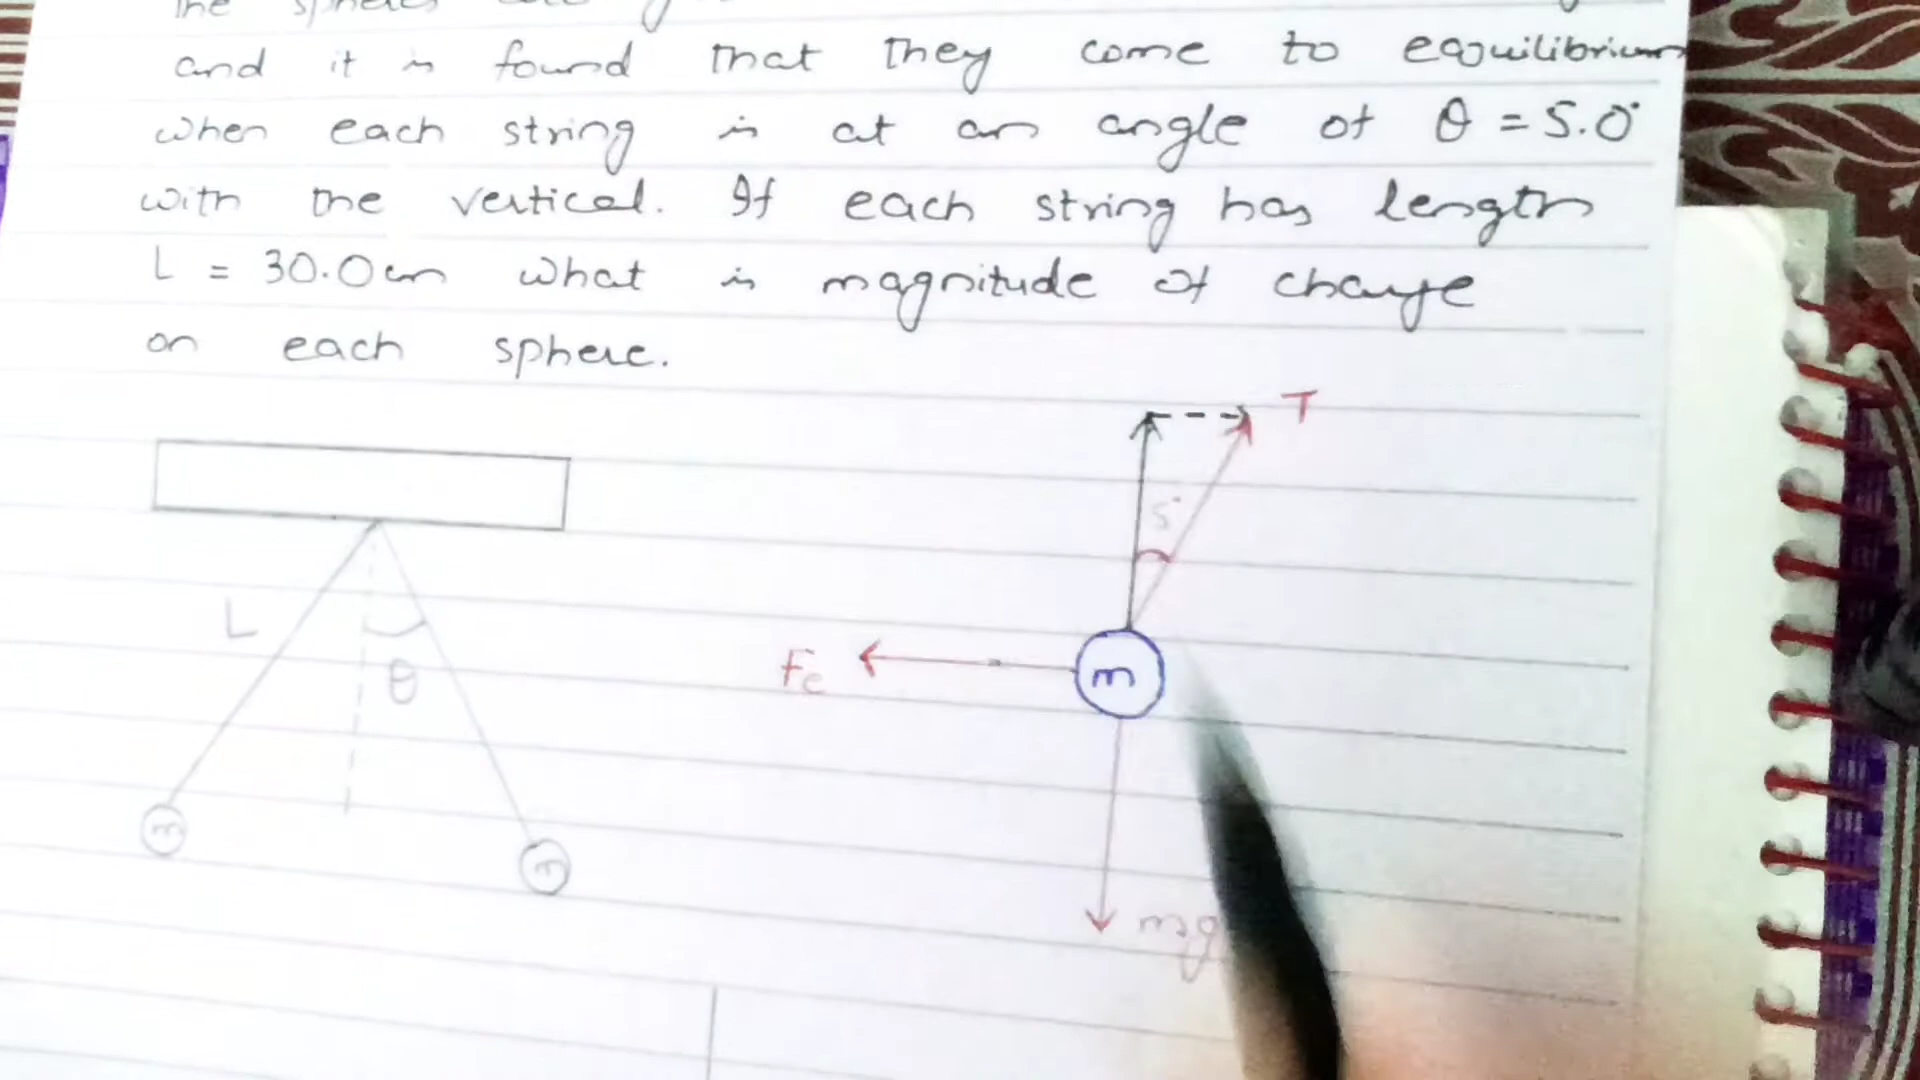 the spheres
and it is found that they come to equilibrium
when each string is at an angle of θ = 5.0°
with the vertical. If each string has length
L = 30.0cm what is magnitude of charge
on each sphere.
T
5°
L
θ
Fe
m
m
m
mg